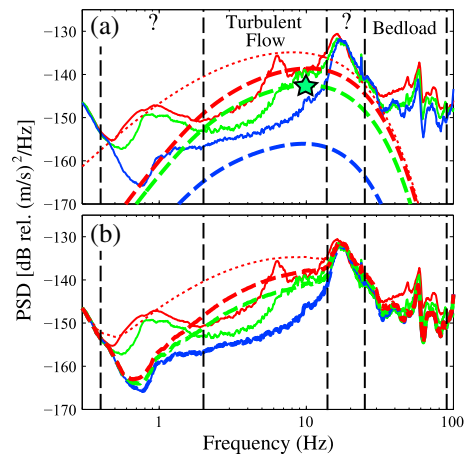 (a)
?
Turbulent
Flow
?
Bedload
−130
−140
−150
−160
−170
PSD [dB rel. (m/s)²/Hz]
(b)
−130
−140
−150
−160
−170
1
10
100
Frequency (Hz)